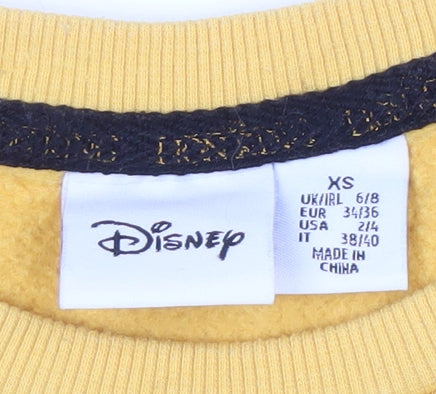 DISNEY
XS
UK/IRL 6/8
EUR 34/36
USA 2/4
IT 38/40
MADE IN
CHINA